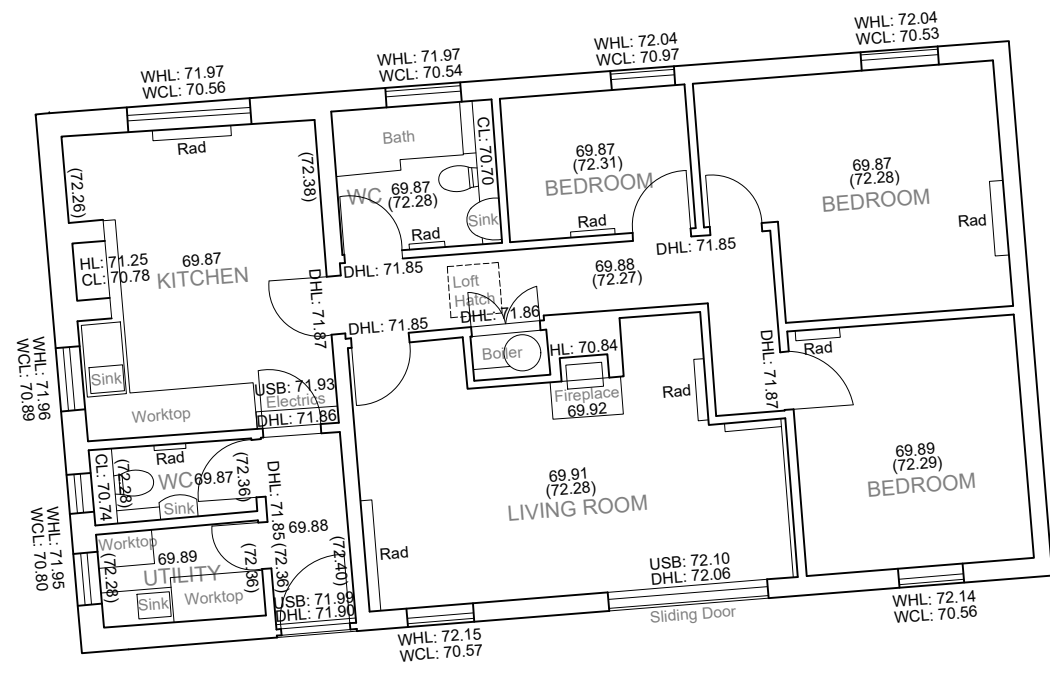 WHL: 72.04
WCL: 70.53
WHL: 72.04
WCL: 70.97
WHL: 71.97
WCL: 70.54
WHL: 71.97
WCL: 70.56
Rad
Bath
CL: 70.70
WC
69.87
(72.28)
Sink
Rad
69.87
(72.31)
BEDROOM
Rad
69.87
(72.28)
BEDROOM
Rad
(72.26)
(72.38)
HL: 71.25
CL: 70.78
69.87
KITCHEN
DHL: 71.87
DHL: 71.85
DHL: 71.85
69.88
(72.27)
Loft
Hatch
DHL: 71.86
DHL: 71.85
Boiler
HL: 70.84
Fireplace
69.92
Rad
DHL: 71.87
Rad
WHL: 71.96
WCL: 70.89
Sink
Worktop
USB: 71.93
Electrics
DHL: 71.86
Rad
CL: 70.74
(72.28)
WC
69.87
(72.36)
Sink
DHL: 71.85
69.88
69.91
(72.28)
LIVING ROOM
69.89
(72.29)
BEDROOM
WHL: 71.95
WCL: 70.80
Worktop
69.89
UTILITY
(72.28)
(72.36)
(72.36)
(72.40)
Sink
Worktop
USB: 71.99
DHL: 71.90
Rad
USB: 72.10
DHL: 72.06
Sliding Door
WHL: 72.15
WCL: 70.57
WHL: 72.14
WCL: 70.56